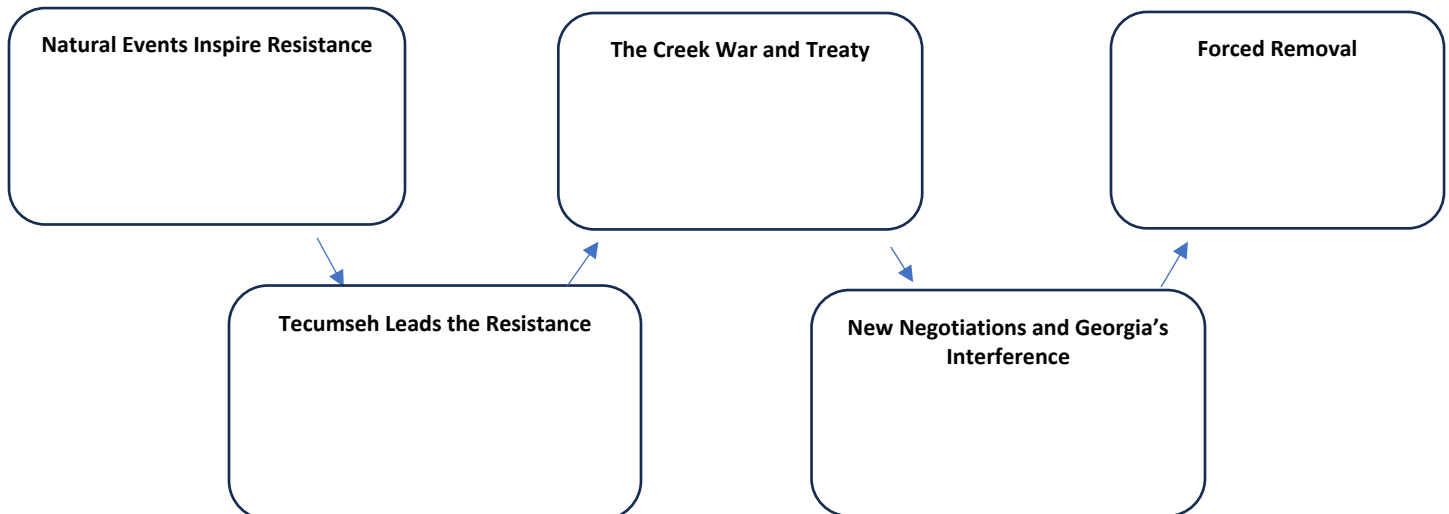 Natural Events Inspire Resistance
Tecumseh Leads the Resistance
The Creek War and Treaty
New Negotiations and Georgia’s
Interference
Forced Removal